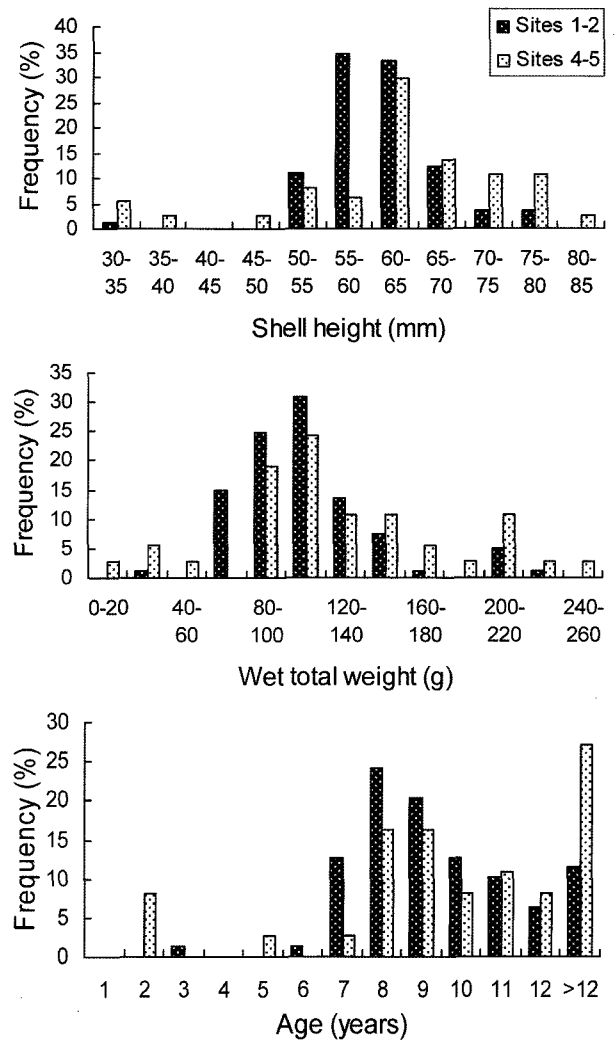 Sites 1-2
Sites 4-5
Frequency (%)
40
35
30
25
20
15
10
5
0
30- 35- 40- 45- 50- 55- 60- 65- 70- 75- 80-
35 40 45 50 55 60 65 70 75 80 85
Shell height (mm)
Frequency (%)
35
30
25
20
15
10
5
0
0-20 40- 80- 120- 160- 200- 240-
60 100 140 180 220 260
Wet total weight (g)
Frequency (%)
30
25
20
15
10
5
0
1 2 3 4 5 6 7 8 9 10 11 12 >12
Age (years)